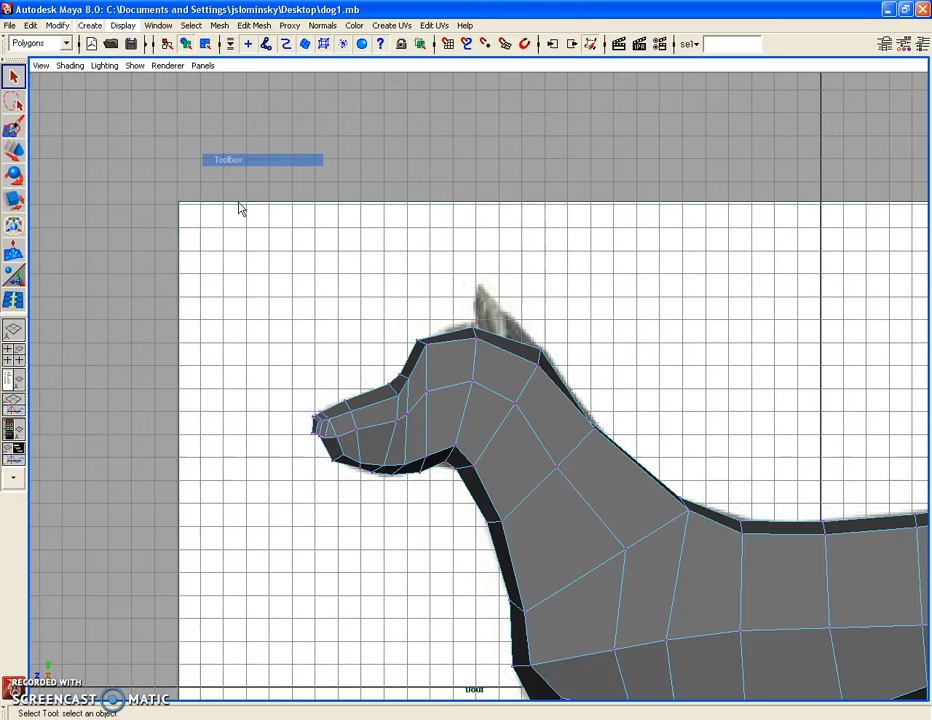 Autodesk Maya 8.0: C:\Documents and Settings\jslominsky\Desktop\dog1.mb
File Edit Modify Create Display Window Select Mesh Edit Mesh Proxy Normals Color Create UVs Edit UVs Help
Polygons sel
View Shading Lighting Show Renderer Panels
Toolbox
y
z x
RECORDED WITH
SCREENCAST MATIC
Select Tool: select an object